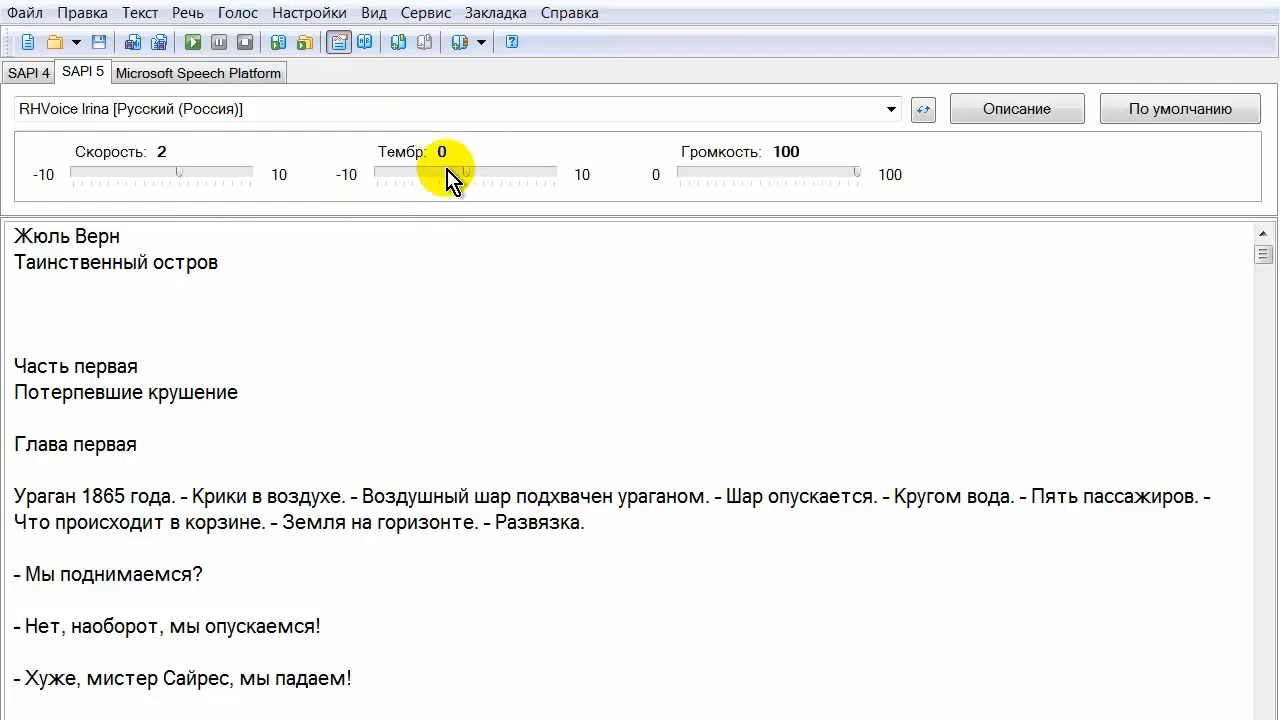 Файл Правка Текст Речь Голос Настройки Вид Сервис Закладка Справка
SAPI 4 SAPI 5 Microsoft Speech Platform
RHVoice Irina [Русский (Россия)] Описание По умолчанию
Скорость: 2 Тембр: 0 Громкость: 100
-10 10 -10 10 0 100
Жюль Верн
Таинственный остров
Часть первая
Потерпевшие крушение
Глава первая
Ураган 1865 года. – Крики в воздухе. – Воздушный шар подхвачен ураганом. – Шар опускается. – Кругом вода. – Пять пассажиров. –
Что происходит в корзине. – Земля на горизонте. – Развязка.
– Мы поднимаемся?
– Нет, наоборот, мы опускаемся!
– Хуже, мистер Сайрес, мы падаем!